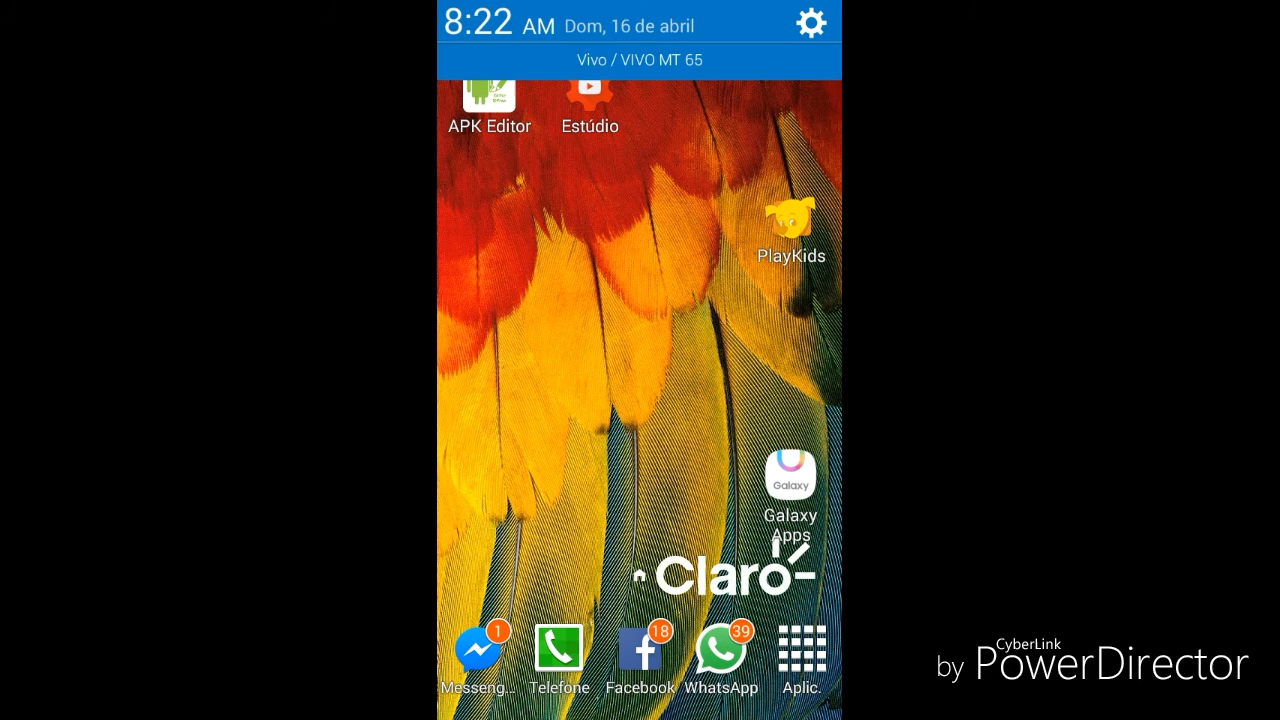 8:22 AM Dom, 16 de abril
Vivo / VIVO MT 65
APK Editor Estúdio
PlayKids
Galaxy
Galaxy
Apps
Claro
1 18 39
Messeng... Telefone Facebook WhatsApp Aplic.
CyberLink
by PowerDirector